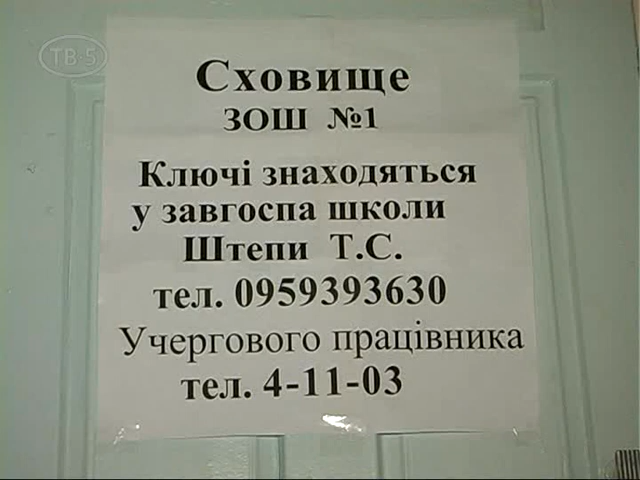 ТВ-5
Сховище
ЗОШ №1
Ключі знаходяться
у завгоспа школи
Штепи Т.С.
тел. 0959393630
Учергового працівника
тел. 4-11-03